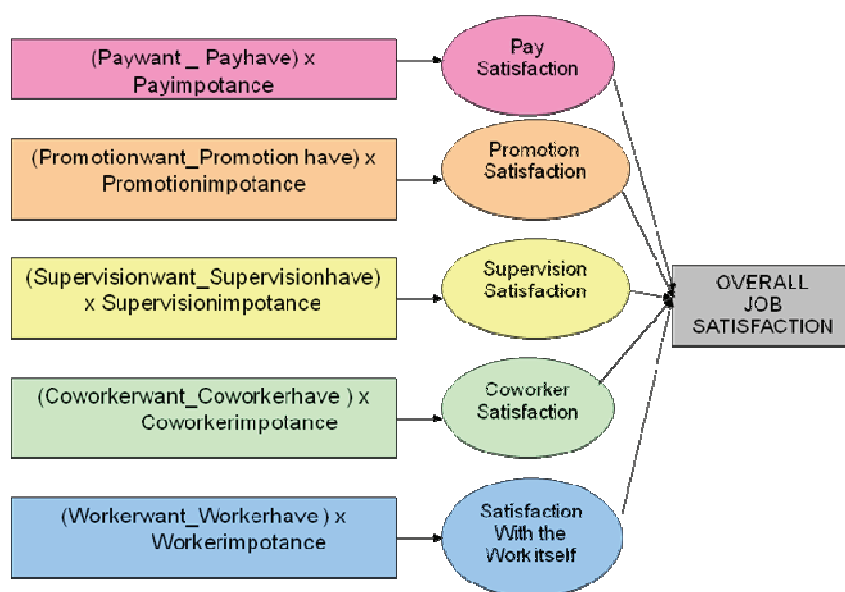 (Paywant _ Payhave) x
Payimpotance
Pay
Satisfaction
(Promotionwant_Promotion have) x
Promotionimpotance
Promotion
Satisfaction
(Supervisionwant_Supervisionhave)
x Supervisionimpotance
Supervision
Satisfaction
OVERALL
JOB
SATISFACTION
(Coworkerwant_Coworkerhave ) x
Coworkerimpotance
Coworker
Satisfaction
(Workerwant_Workerhave ) x
Workerimpotance
Satisfaction
With the
Work itself